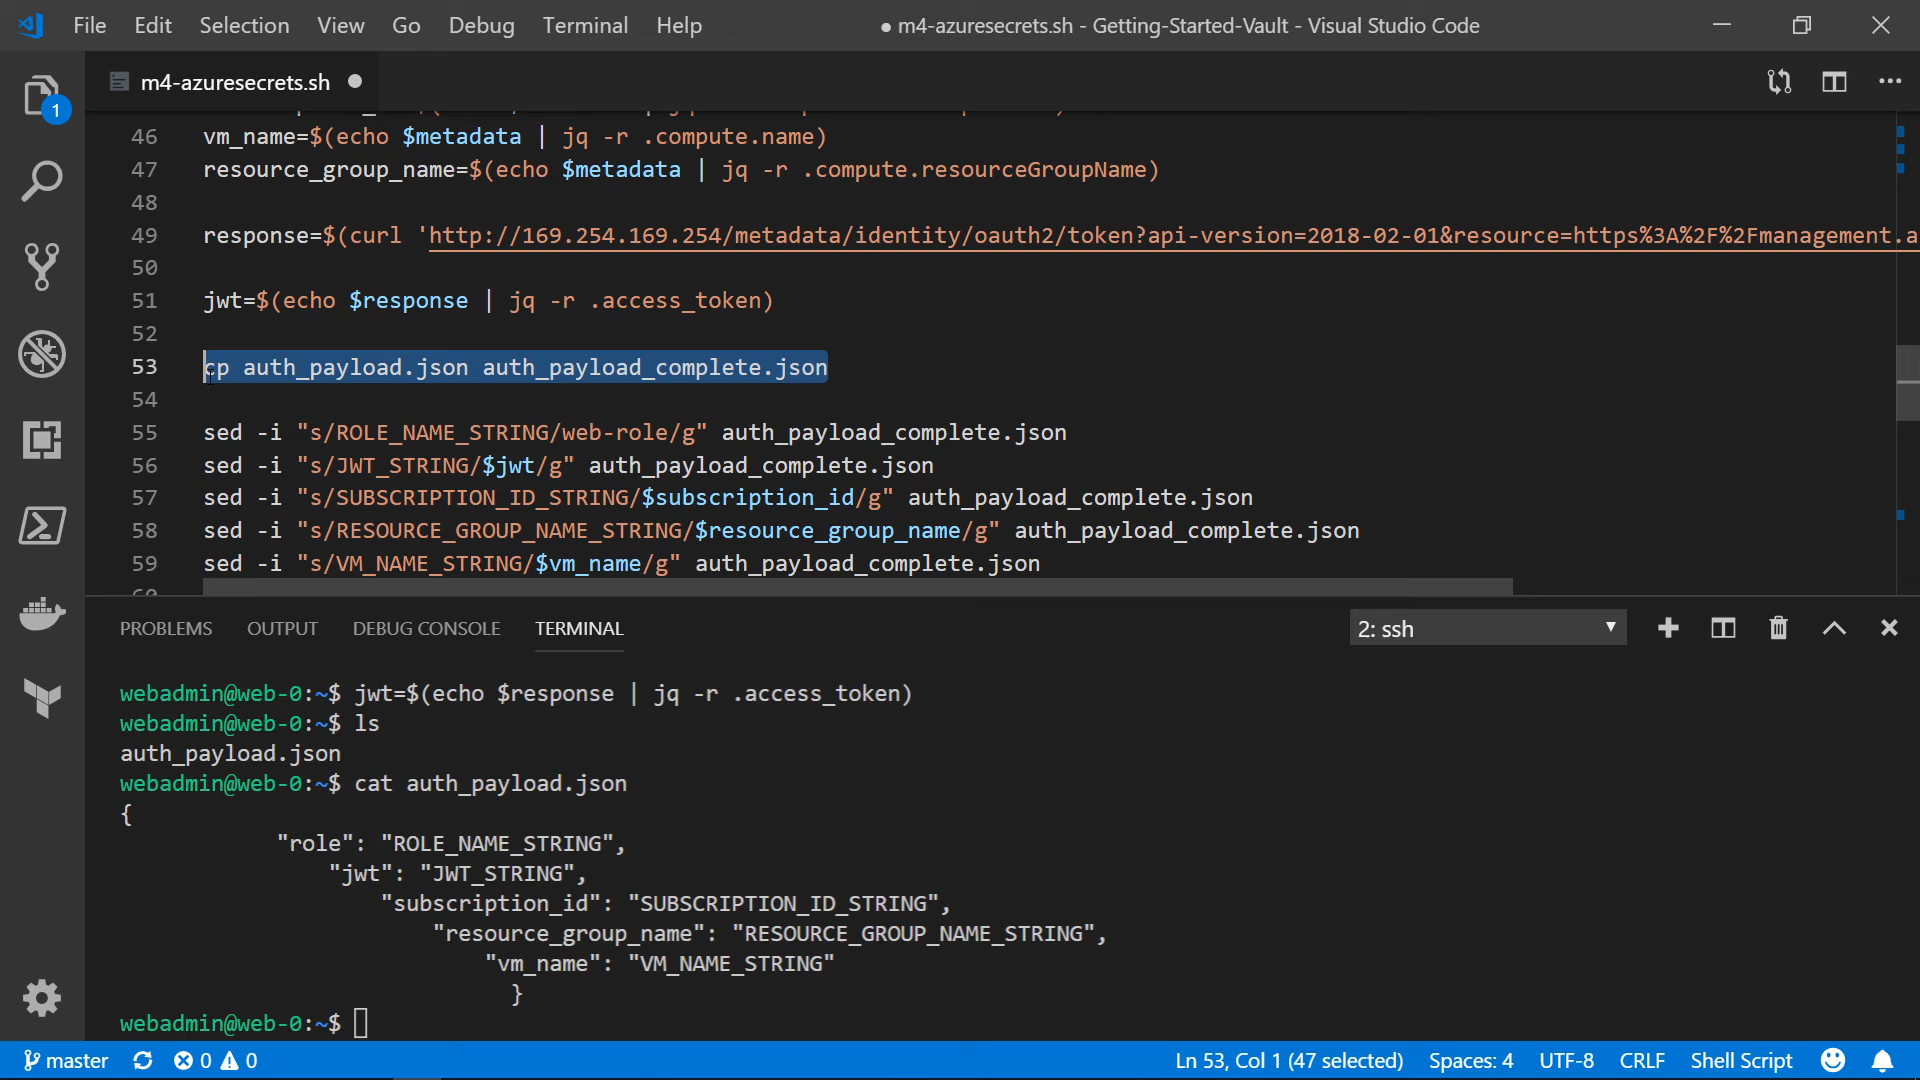 File Edit Selection View Go Debug Terminal Help ● m4-azuresecrets.sh - Getting-Started-Vault - Visual Studio Code
m4-azuresecrets.sh
1
46 vm_name=$(echo $metadata | jq -r .compute.name)
47 resource_group_name=$(echo $metadata | jq -r .compute.resourceGroupName)
48
49 response=$(curl 'http://169.254.169.254/metadata/identity/oauth2/token?api-version=2018-02-01&resource=https%3A%2F%2Fmanagement.a
50
51 jwt=$(echo $response | jq -r .access_token)
52
53 cp auth_payload.json auth_payload_complete.json
54
55 sed -i "s/ROLE_NAME_STRING/web-role/g" auth_payload_complete.json
56 sed -i "s/JWT_STRING/$jwt/g" auth_payload_complete.json
57 sed -i "s/SUBSCRIPTION_ID_STRING/$subscription_id/g" auth_payload_complete.json
58 sed -i "s/RESOURCE_GROUP_NAME_STRING/$resource_group_name/g" auth_payload_complete.json
59 sed -i "s/VM_NAME_STRING/$vm_name/g" auth_payload_complete.json
PROBLEMS OUTPUT DEBUG CONSOLE TERMINAL 2: ssh
webadmin@web-0:~$ jwt=$(echo $response | jq -r .access_token)
webadmin@web-0:~$ ls
auth_payload.json
webadmin@web-0:~$ cat auth_payload.json
{
"role": "ROLE_NAME_STRING",
"jwt": "JWT_STRING",
"subscription_id": "SUBSCRIPTION_ID_STRING",
"resource_group_name": "RESOURCE_GROUP_NAME_STRING",
"vm_name": "VM_NAME_STRING"
}
webadmin@web-0:~$
master 0 0 Ln 53, Col 1 (47 selected) Spaces: 4 UTF-8 CRLF Shell Script